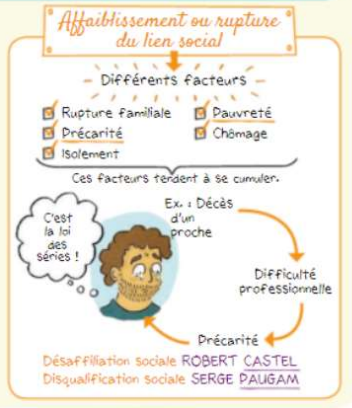 Affaiblissement ou rupture
du lien social
Différents facteurs
Rupture familiale
Pauvreté
Précarité
Chômage
Isolement
Ces facteurs tendent à se cumuler.
C'est
la loi
des
séries !
Ex. : Décès
d'un
proche
Difficulté
professionnelle
Précarité
Désaffiliation sociale ROBERT CASTEL
Disqualification sociale SERGE PAUGAM